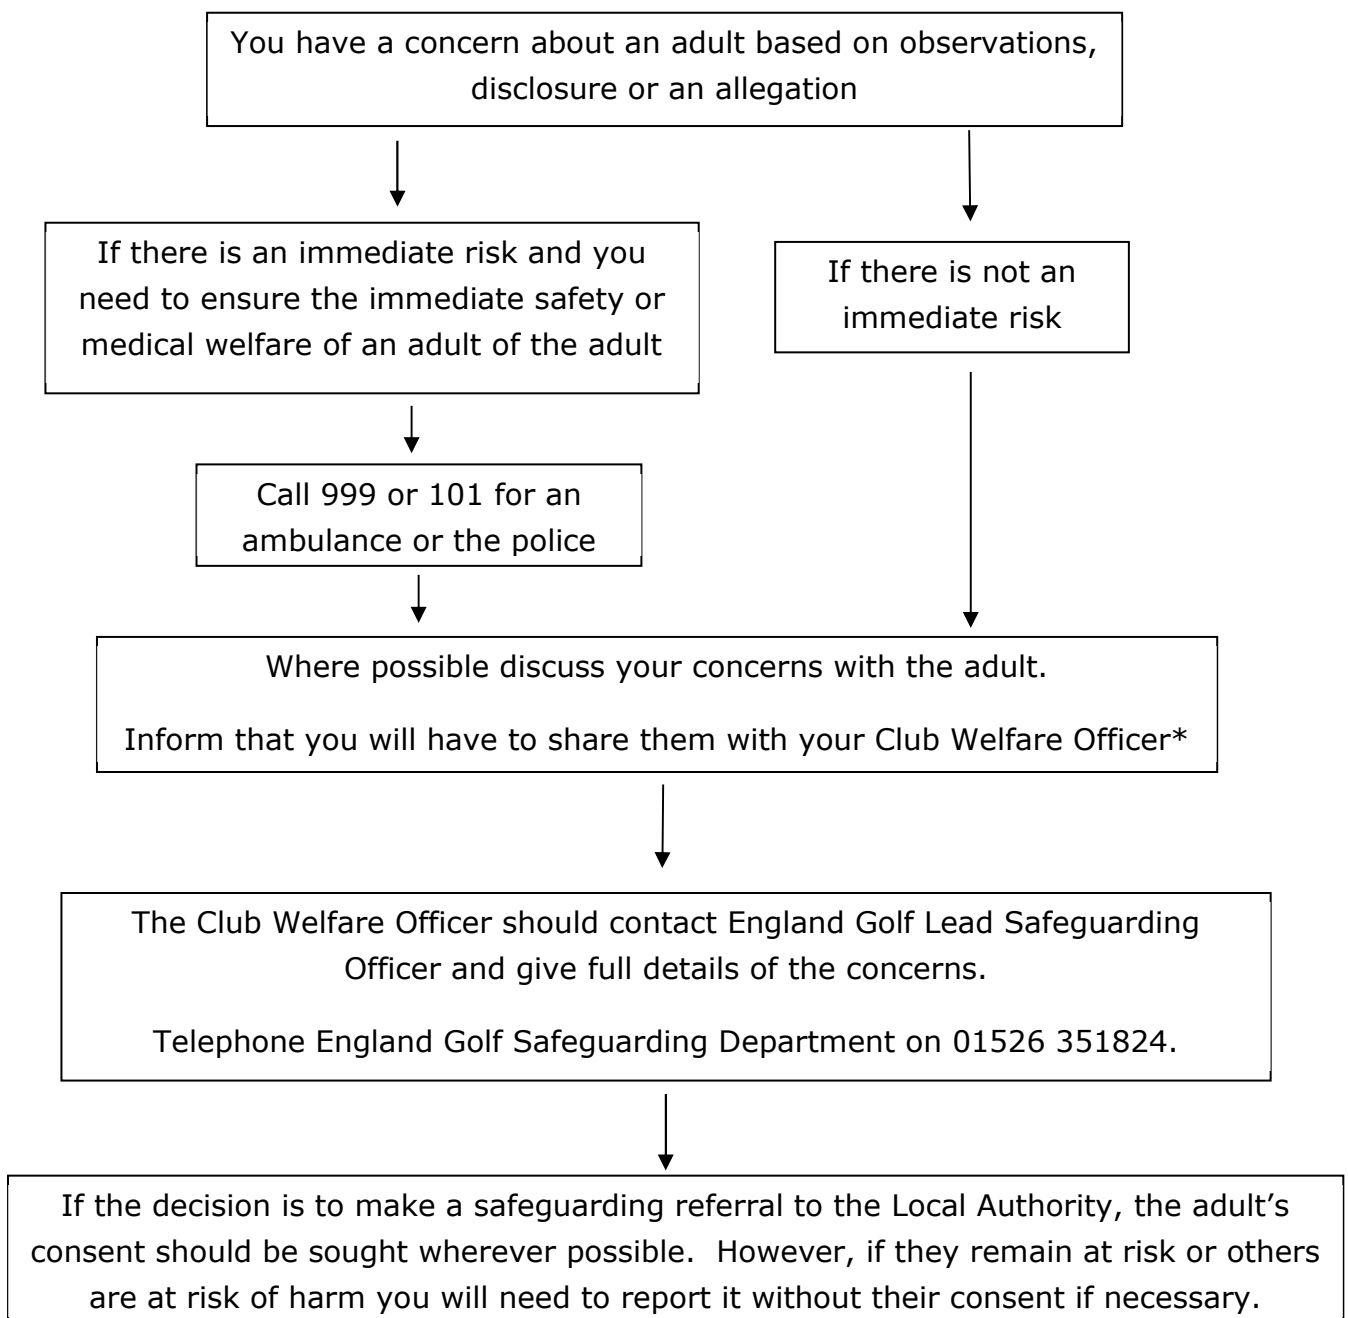 You have a concern about an adult based on observations,
disclosure or an allegation
If there is an immediate risk and you
need to ensure the immediate safety or
medical welfare of an adult of the adult
If there is not an
immediate risk
Call 999 or 101 for an
ambulance or the police
Where possible discuss your concerns with the adult.
Inform that you will have to share them with your Club Welfare Officer*
The Club Welfare Officer should contact England Golf Lead Safeguarding
Officer and give full details of the concerns.
Telephone England Golf Safeguarding Department on 01526 351824.
If the decision is to make a safeguarding referral to the Local Authority, the adult’s
consent should be sought wherever possible.  However, if they remain at risk or others
are at risk of harm you will need to report it without their consent if necessary.